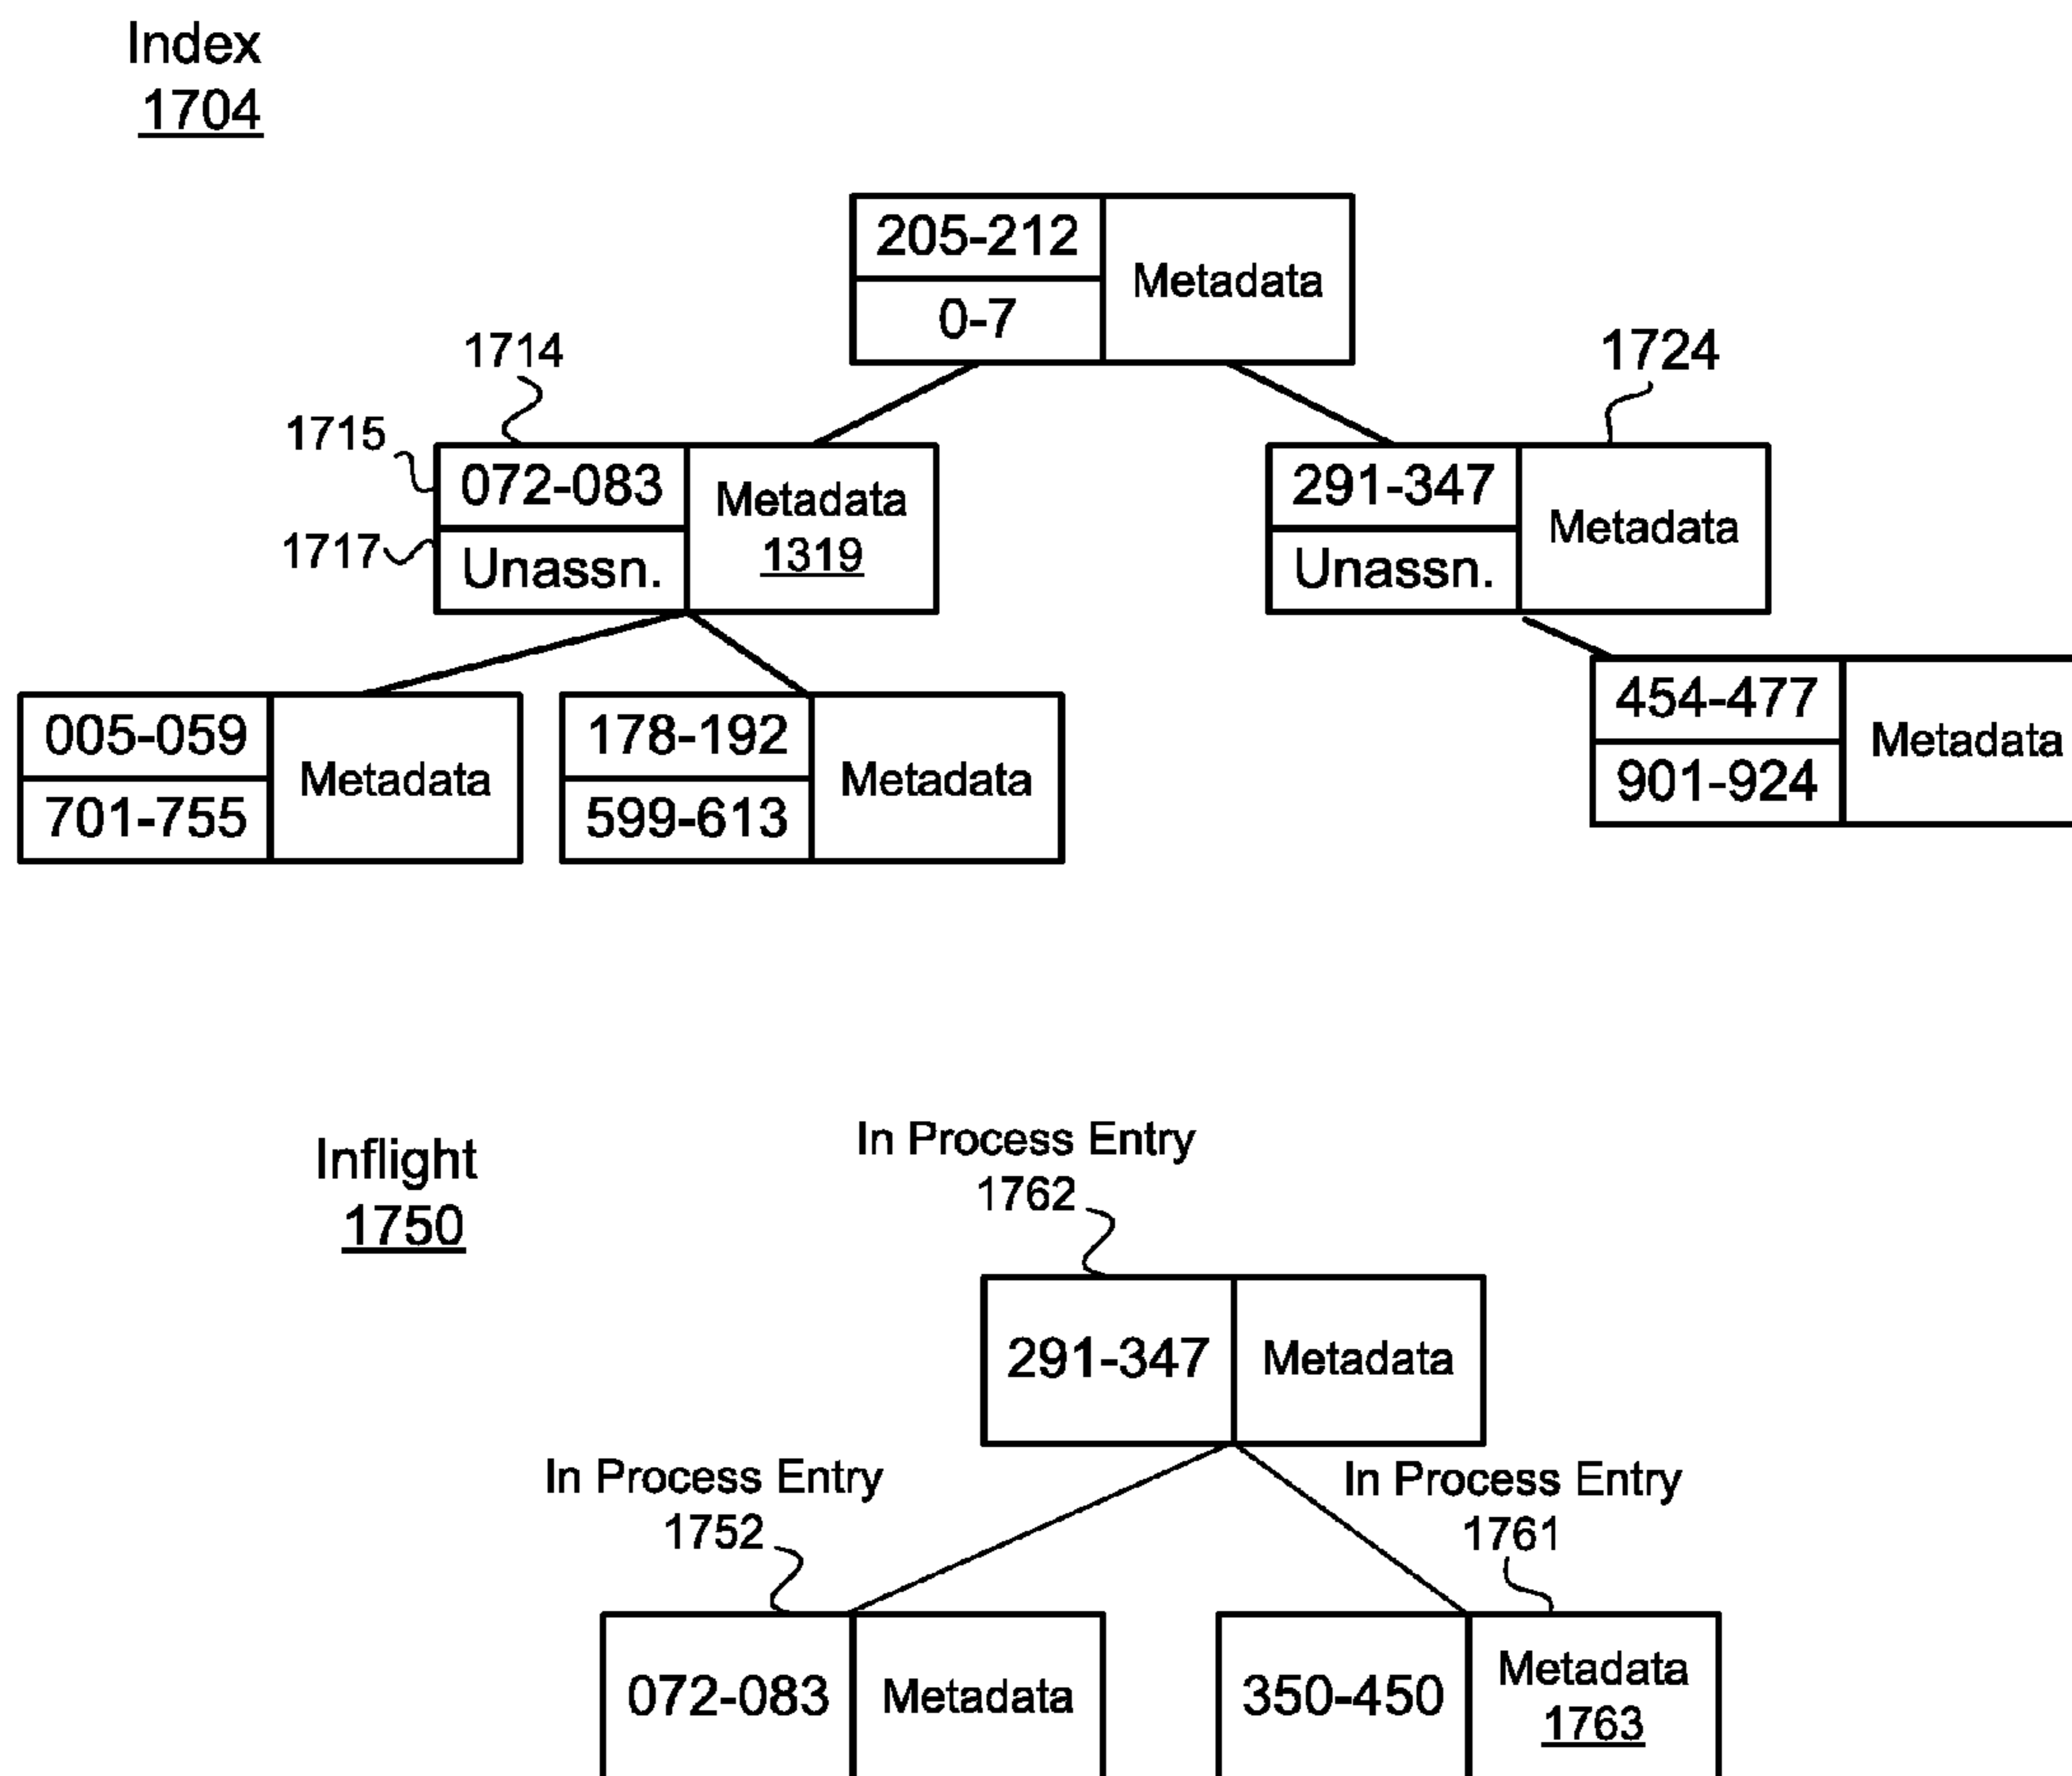 Index
1704
205-212
Metadata
0-7
1714
1724
1715
072-083
Metadata
1319
1717
Unassn.
291-347
Metadata
Unassn.
005-059
Metadata
701-755
178-192
Metadata
599-613
454-477
Metadata
901-924
Inflight
1750
In Process Entry
1762
291-347
Metadata
In Process Entry
1752
In Process Entry
1761
072-083
Metadata
350-450
Metadata
1763